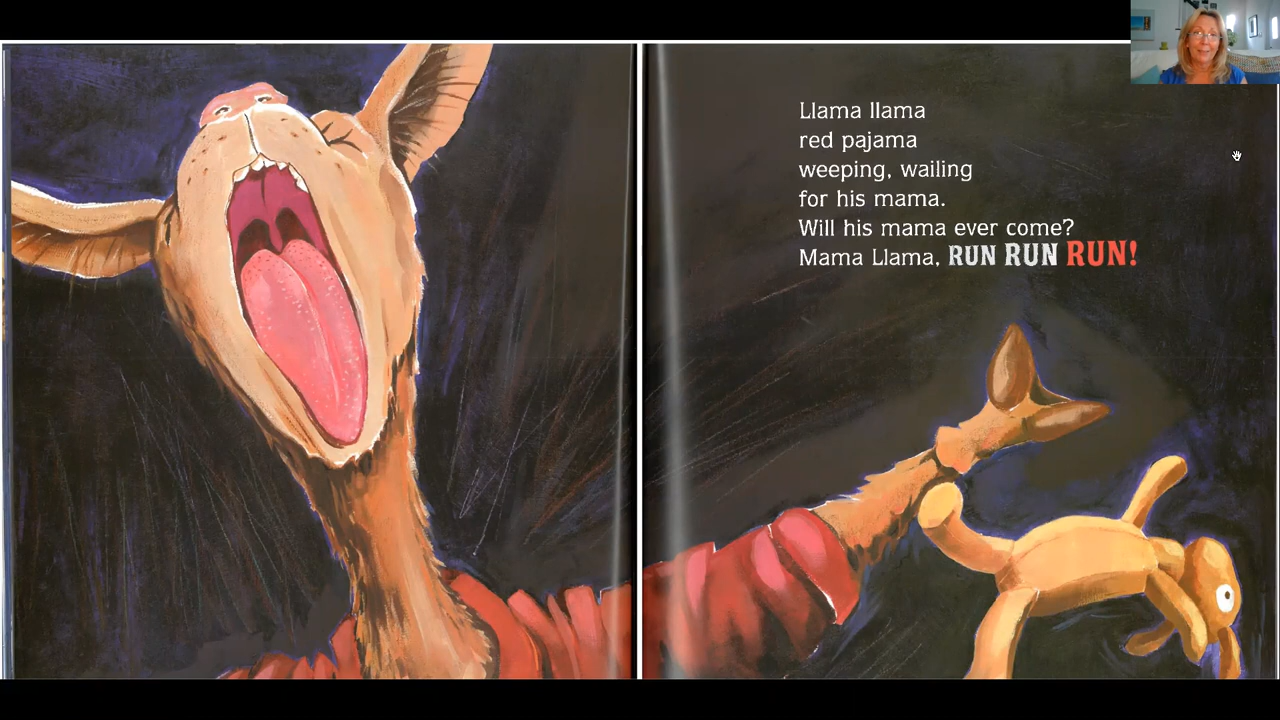 Llama llama
red pajama
weeping, wailing
for his mama.
Will his mama ever come?
Mama Llama, RUN RUN RUN!